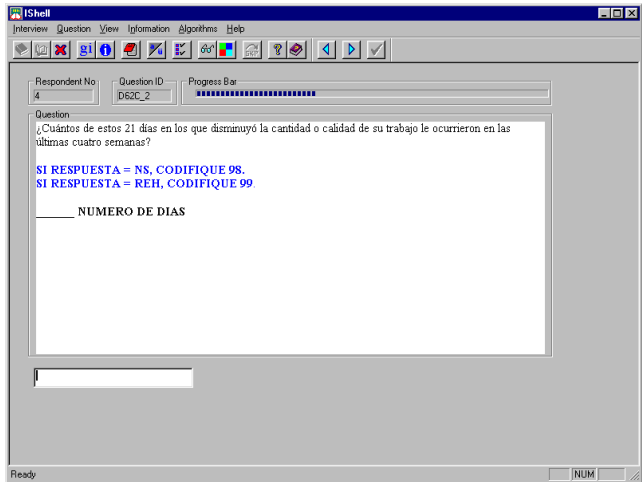 IShell
Interview Question View Information Algorithms Help
gi
Respondent No
Question ID
Progress Bar
4
D62C_2
Question
¿Cuántos de estos 21 días en los que disminuyó la cantidad o calidad de su trabajo le ocurrieron en las
últimas cuatro semanas?
SI RESPUESTA = NS, CODIFIQUE 98.
SI RESPUESTA = REH, CODIFIQUE 99.
______ NUMERO DE DIAS
Ready
NUM